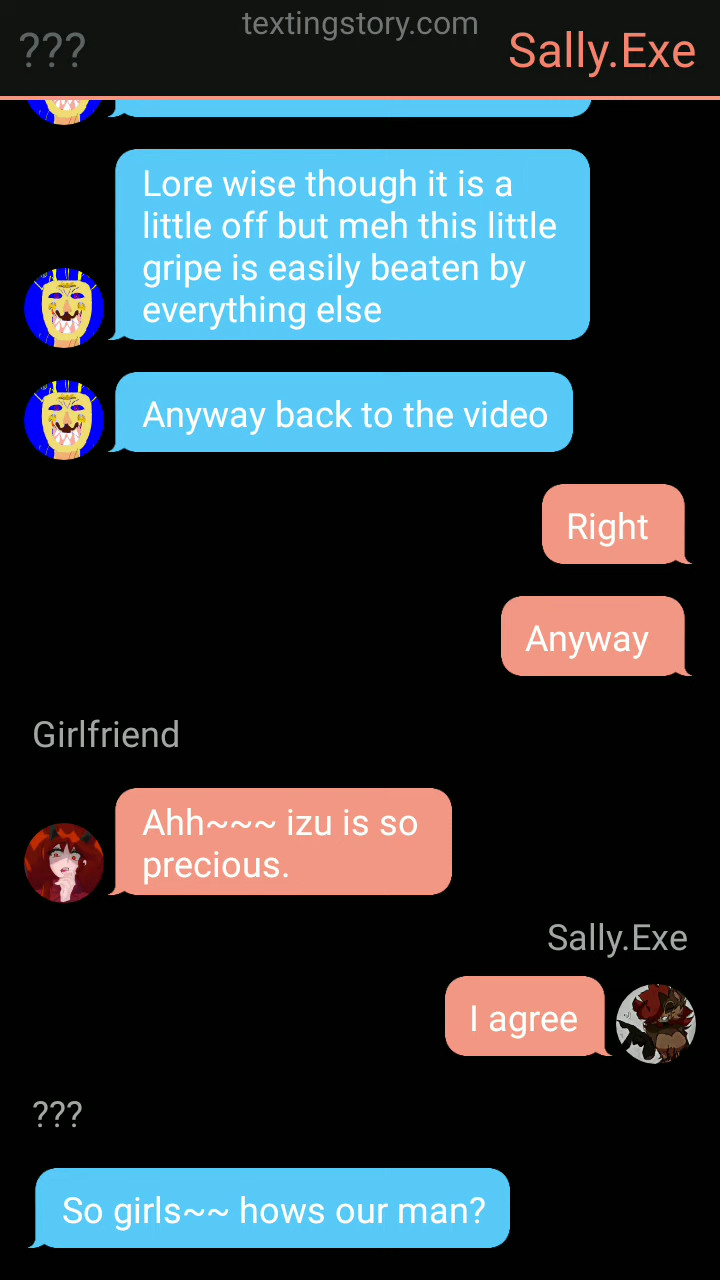 textingstory.com
???
Sally.Exe
Lore wise though it is a
little off but meh this little
gripe is easily beaten by
everything else
Anyway back to the video
Right
Anyway
Girlfriend
Ahh~~~ izu is so
precious.
Sally.Exe
I agree
???
So girls~~ hows our man?